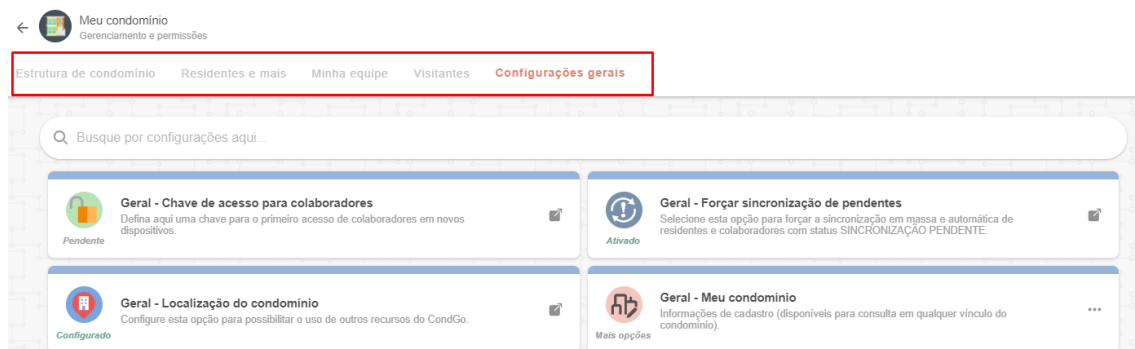 Meu condomínio
Gerenciamento e permissões
Estrutura de condomínio Residentes e mais Minha equipe Visitantes Configurações gerais
Busque por configurações aqui...
Geral - Chave de acesso para colaboradores
Defina aqui uma chave para o primeiro acesso de colaboradores em novos
dispositivos.
Pendente
Geral - Forçar sincronização de pendentes
Selecione esta opção para forçar a sincronização em massa e automática de
residentes e colaboradores com status SINCRONIZAÇÃO PENDENTE.
Ativado
Geral - Localização do condomínio
Configure esta opção para possibilitar o uso de outros recursos do CondGo.
Configurado
Geral - Meu condomínio
Informações de cadastro (disponíveis para consulta em qualquer vínculo do
condomínio).
Mais opções